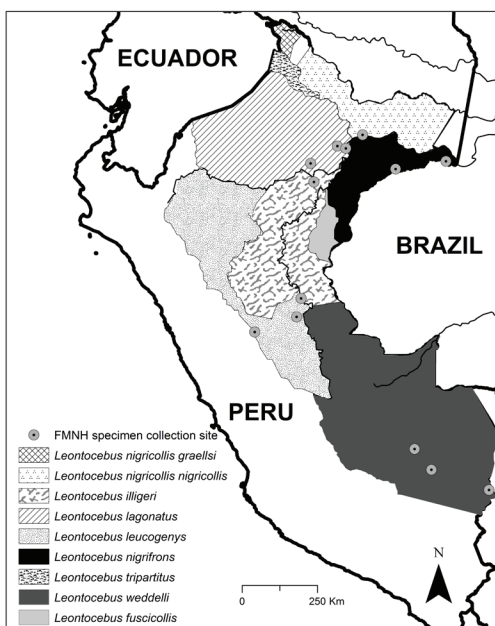 ECUADOR
BRAZIL
PERU
FMNH specimen collection site
Leontocebus nigricollis graellsi
Leontocebus nigricollis nigricollis
Leontocebus illigeri
Leontocebus lagonatus
Leontocebus leucogenys
Leontocebus nigrifrons
Leontocebus tripartitus
Leontocebus weddelli
Leontocebus fuscicollis
N
0 250 Km